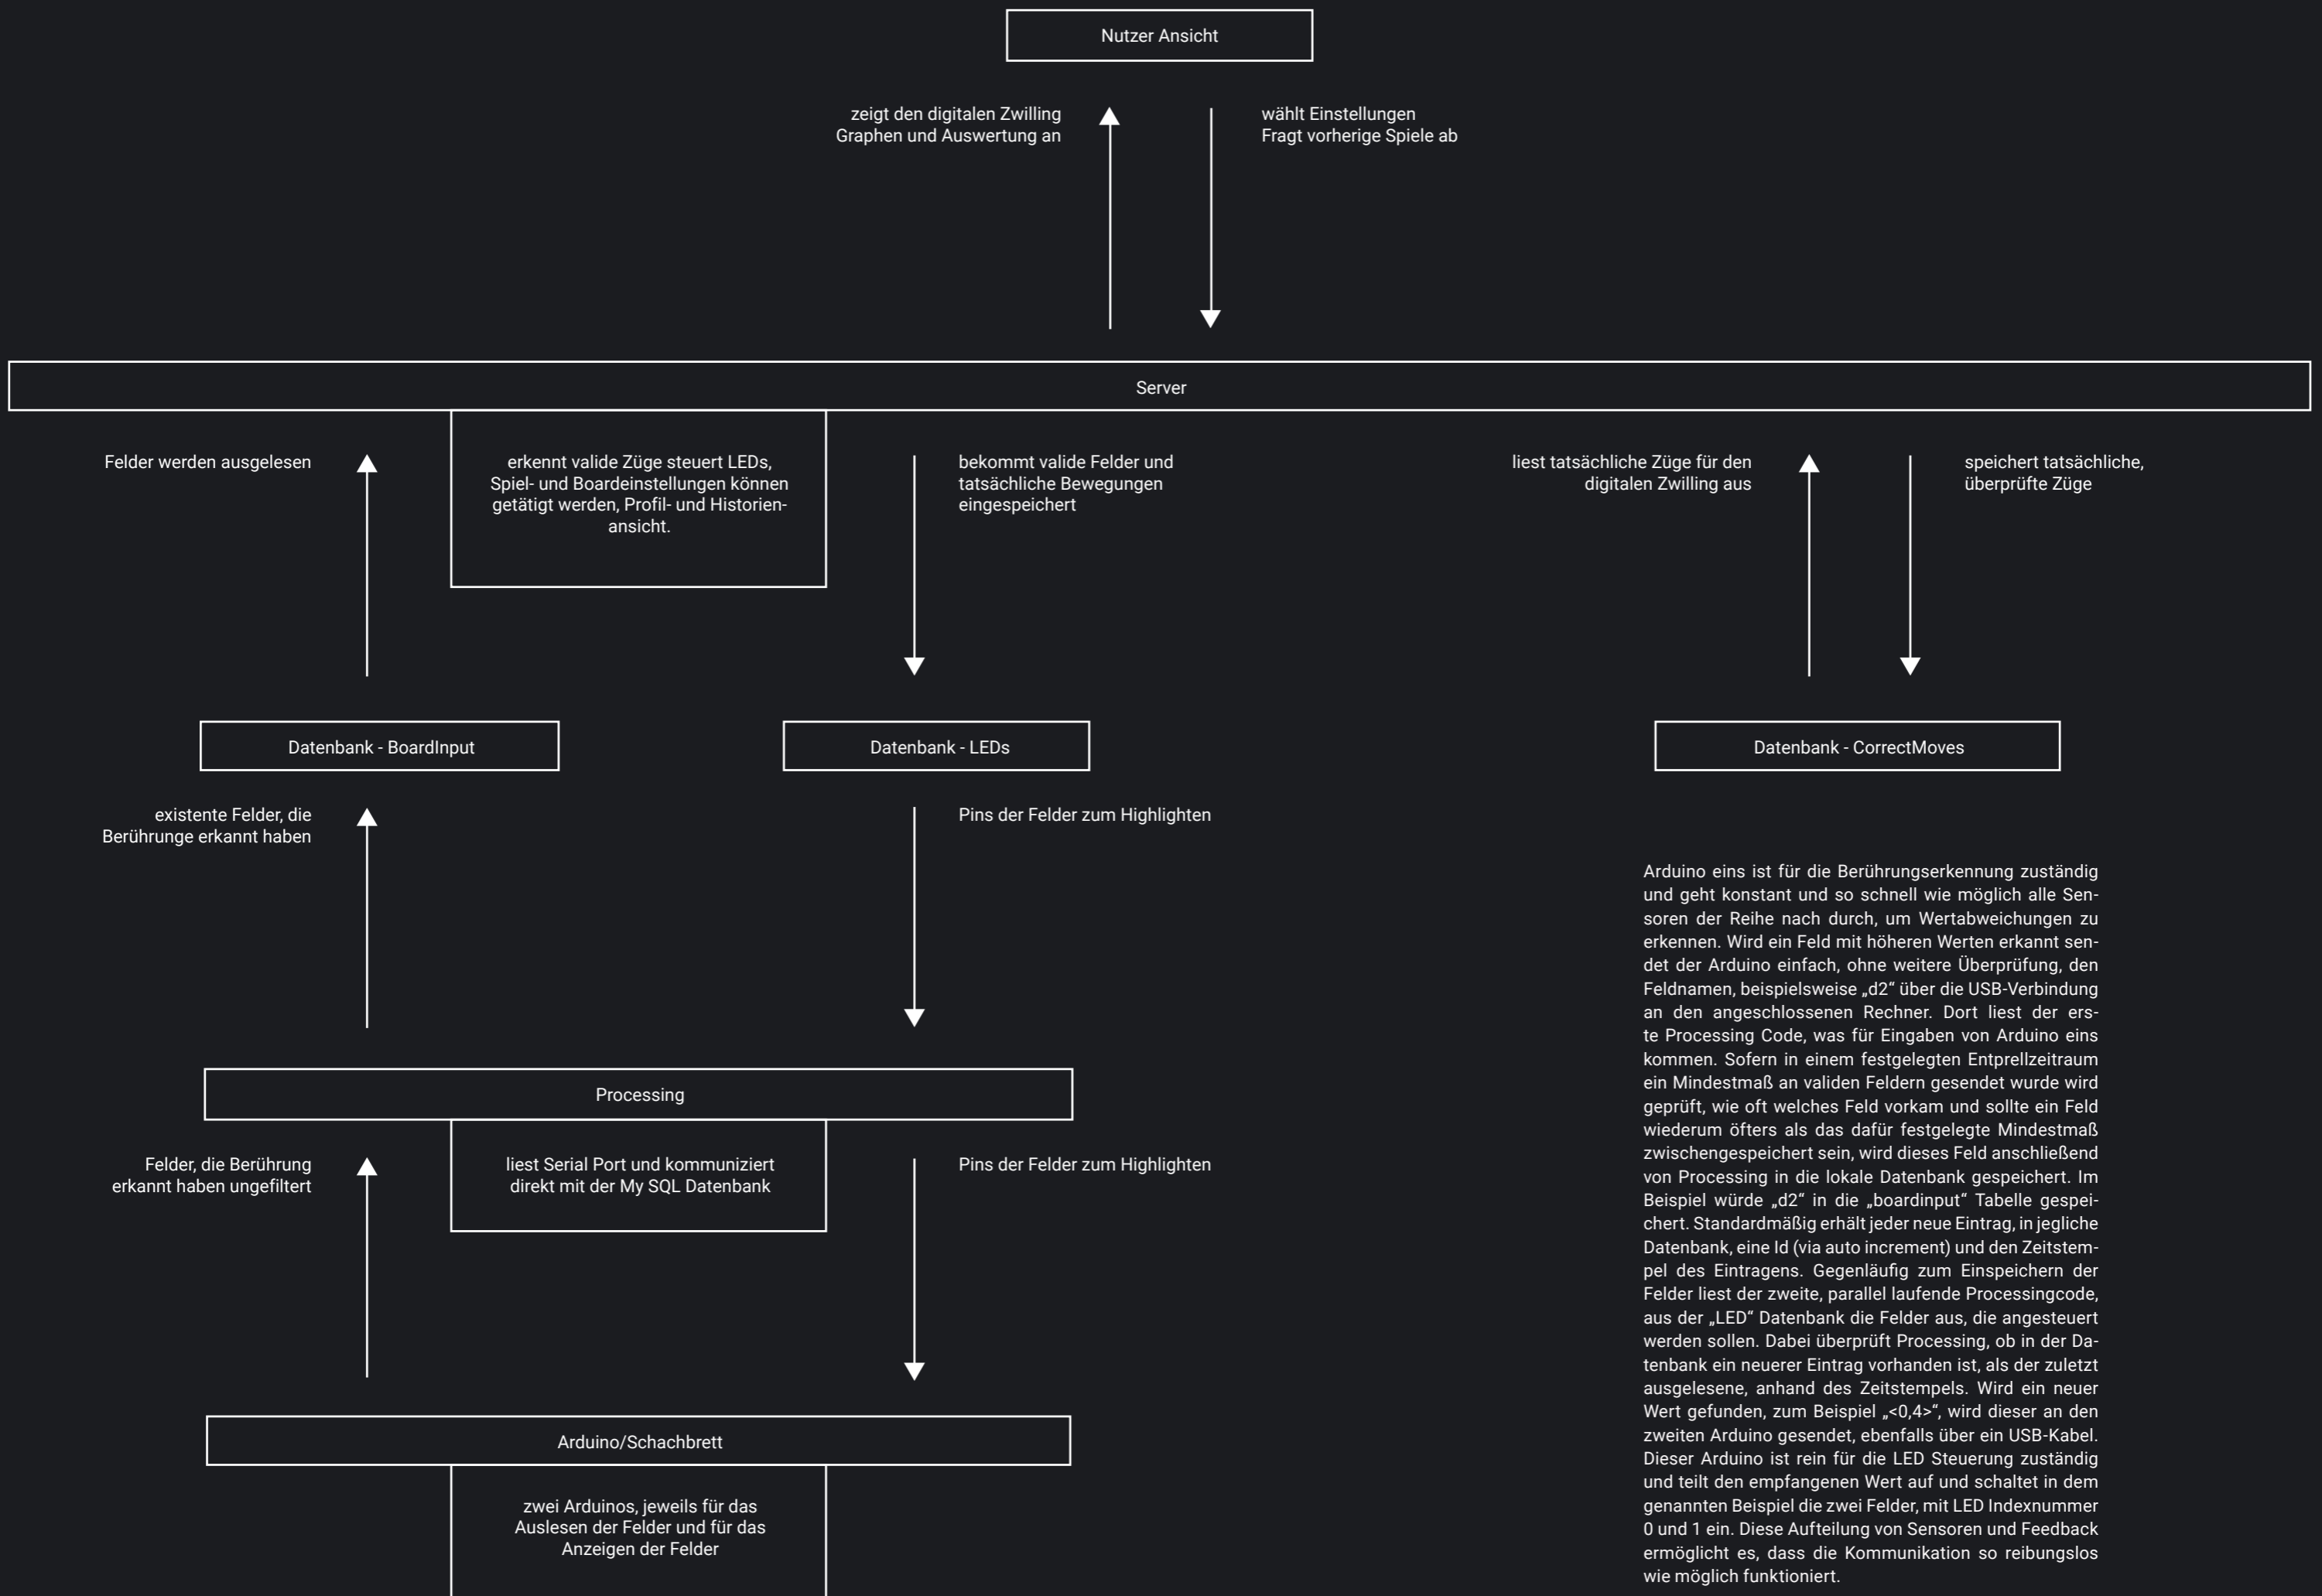 Nutzer Ansicht
zeigt den digitalen Zwilling
Graphen und Auswertung an
wählt Einstellungen
Fragt vorherige Spiele ab
Server
Felder werden ausgelesen
erkennt valide Züge steuert LEDs,
Spiel- und Boardeinstellungen können
getätigt werden, Profil- und Historien-
ansicht.
bekommt valide Felder und
tatsächliche Bewegungen
eingespeichert
liest tatsächliche Züge für den
digitalen Zwilling aus
speichert tatsächliche,
überprüfte Züge
Datenbank - BoardInput
Datenbank - LEDs
Datenbank - CorrectMoves
existente Felder, die
Berührunge erkannt haben
Pins der Felder zum Highlighten
Processing
Felder, die Berührung
erkannt haben ungefiltert
liest Serial Port und kommuniziert
direkt mit der My SQL Datenbank
Pins der Felder zum Highlighten
Arduino/Schachbrett
zwei Arduinos, jeweils für das
Auslesen der Felder und für das
Anzeigen der Felder
Arduino eins ist für die Berührungserkennung zuständig
und geht konstant und so schnell wie möglich alle Sen-
soren der Reihe nach durch, um Wertabweichungen zu
erkennen. Wird ein Feld mit höheren Werten erkannt sen-
det der Arduino einfach, ohne weitere Überprüfung, den
Feldnamen, beispielsweise „d2“ über die USB-Verbindung
an den angeschlossenen Rechner. Dort liest der ers-
te Processing Code, was für Eingaben von Arduino eins
kommen. Sofern in einem festgelegten Entprellzeitraum
ein Mindestmaß an validen Feldern gesendet wurde wird
geprüft, wie oft welches Feld vorkam und sollte ein Feld
wiederum öfters als das dafür festgelegte Mindestmaß
zwischengespeichert sein, wird dieses Feld anschließend
von Processing in die lokale Datenbank gespeichert. Im
Beispiel würde „d2“ in die „boardinput“ Tabelle gespei-
chert. Standardmäßig erhält jeder neue Eintrag, in jegliche
Datenbank, eine Id (via auto increment) und den Zeitstem-
pel des Eintragens. Gegenläufig zum Einspeichern der
Felder liest der zweite, parallel laufende Processingcode,
aus der „LED“ Datenbank die Felder aus, die angesteuert
werden sollen. Dabei überprüft Processing, ob in der Da-
tenbank ein neuerer Eintrag vorhanden ist, als der zuletzt
ausgelesene, anhand des Zeitstempels. Wird ein neuer
Wert gefunden, zum Beispiel „<0,4>“, wird dieser an den
zweiten Arduino gesendet, ebenfalls über ein USB-Kabel.
Dieser Arduino ist rein für die LED Steuerung zuständig
und teilt den empfangenen Wert auf und schaltet in dem
genannten Beispiel die zwei Felder, mit LED Indexnummer
0 und 1 ein. Diese Aufteilung von Sensoren und Feedback
ermöglicht es, dass die Kommunikation so reibungslos
wie möglich funktioniert.